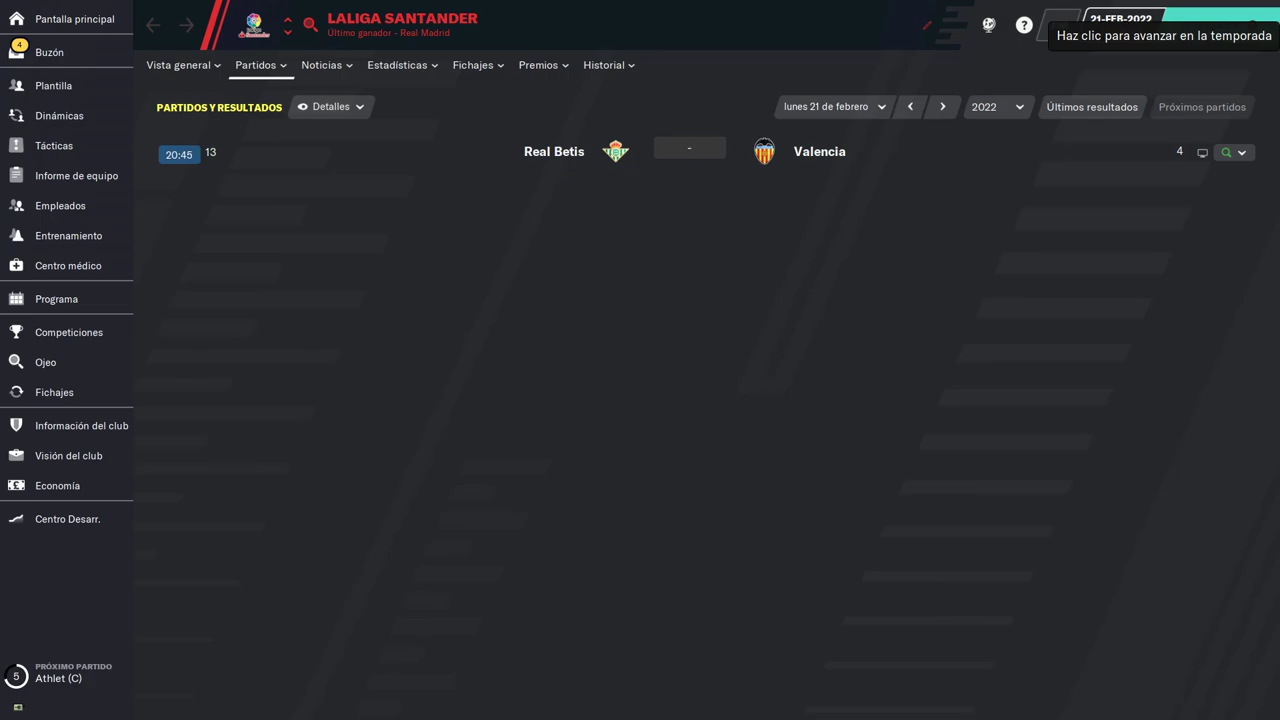 Pantalla principal
4
Buzón
Plantilla
Dinámicas
Tácticas
Informe de equipo
Empleados
Entrenamiento
Centro médico
Programa
Competiciones
Ojeo
Fichajes
Información del club
Visión del club
Economía
Centro Desarr.
5
PRÓXIMO PARTIDO
Athlet (C)
LALIGA SANTANDER
Último ganador - Real Madrid
21-FEB-2022
Haz clic para avanzar en la temporada
Vista general Partidos Noticias Estadísticas Fichajes Premios Historial
PARTIDOS Y RESULTADOS Detalles lunes 21 de febrero 2022 Últimos resultados Próximos partidos
20:45 13 Real Betis - Valencia 4